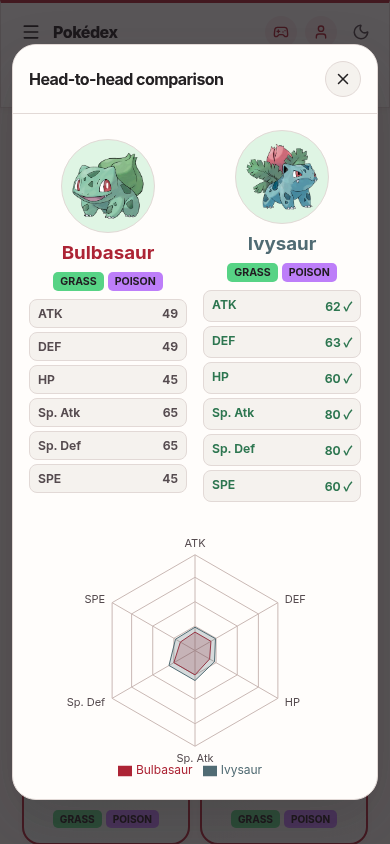 Pokédex
Head-to-head comparison
Bulbasaur
GRASS POISON
ATK 49
DEF 49
HP 45
Sp. Atk 65
Sp. Def 65
SPE 45
Ivysaur
GRASS POISON
ATK 62 ✓
DEF 63 ✓
HP 60 ✓
Sp. Atk 80 ✓
Sp. Def 80 ✓
SPE 60 ✓
ATK
SPE DEF
Sp. Def HP
Sp. Atk
Bulbasaur Ivysaur
GRASS POISON GRASS POISON